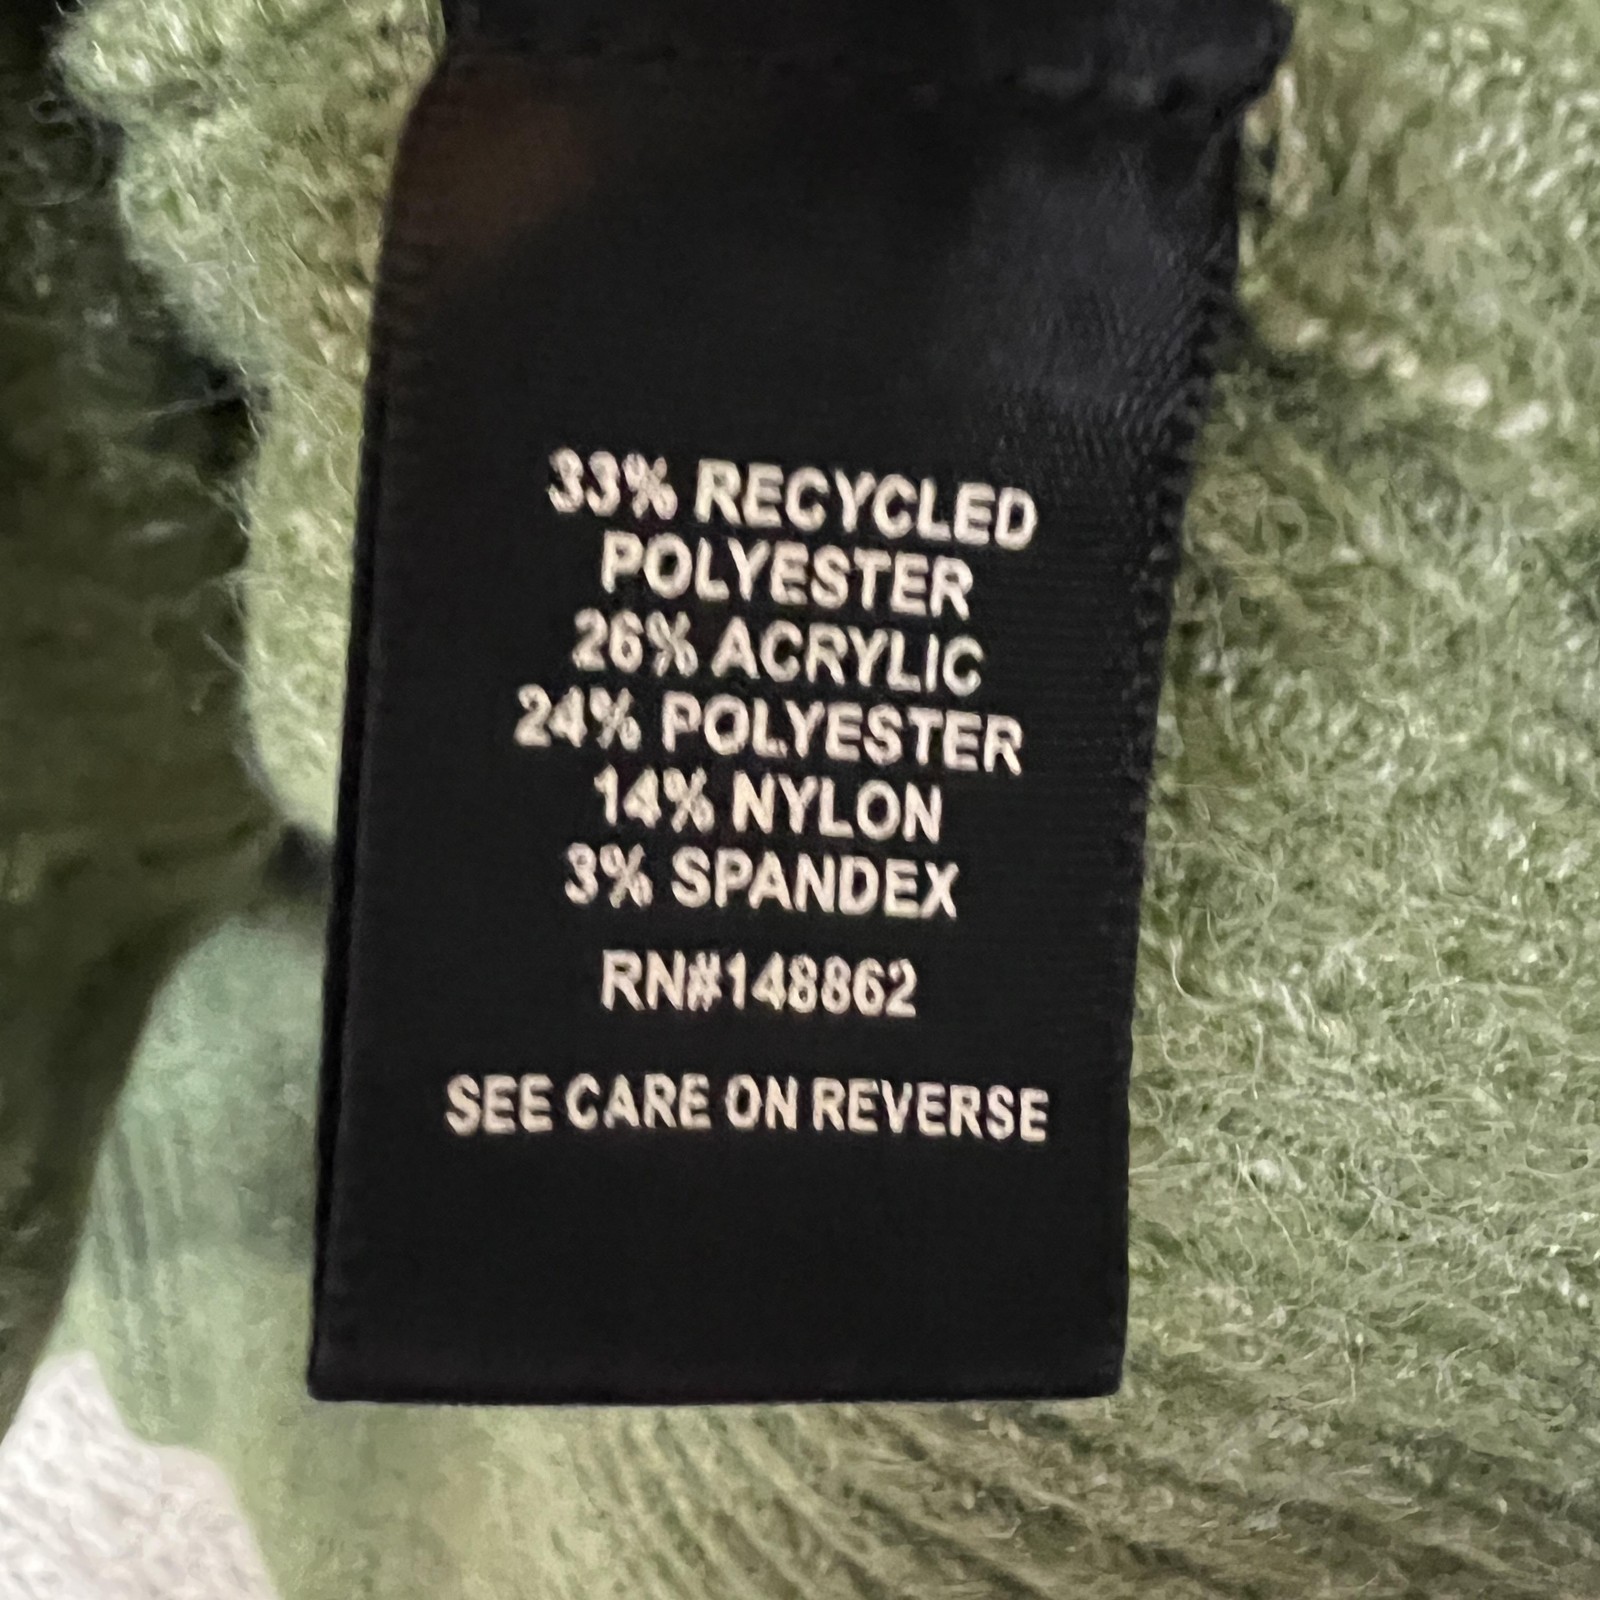 33% RECYCLED
POLYESTER
26% ACRYLIC
24% POLYESTER
14% NYLON
3% SPANDEX
RN#148862
SEE CARE ON REVERSE